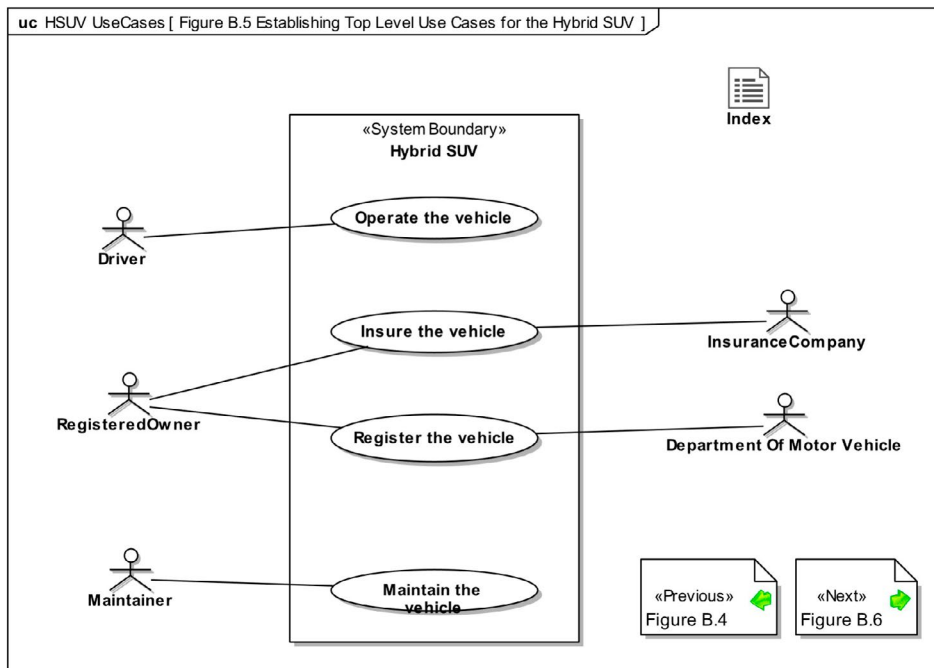 uc HSUV UseCases [ Figure B.5 Establishing Top Level Use Cases for the Hybrid SUV ]
Index
«System Boundary»
Hybrid SUV
Operate the vehicle
Driver
Insure the vehicle
InsuranceCompany
RegisteredOwner
Register the vehicle
Department Of Motor Vehicle
Maintainer
Maintain the
vehicle
«Previous»
Figure B.4
«Next»
Figure B.6